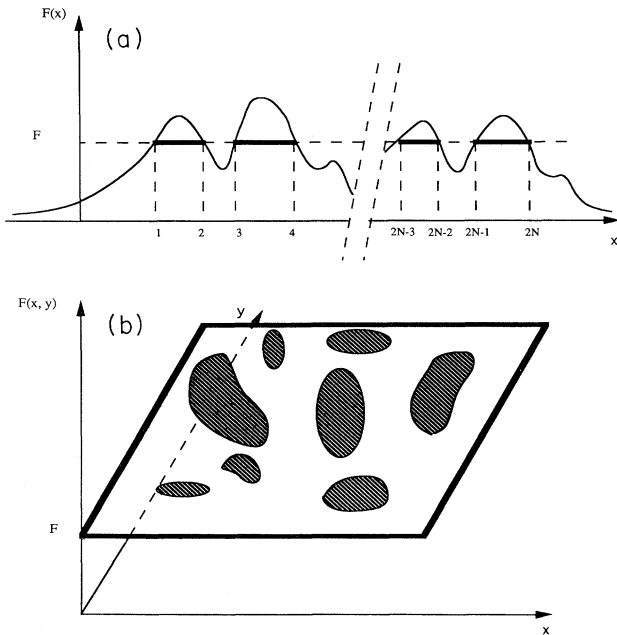 F(x)
(a)
F
1 2 3 4 2N-3 2N-2 2N-1 2N
x
F(x, y)
(b)
y
F
x